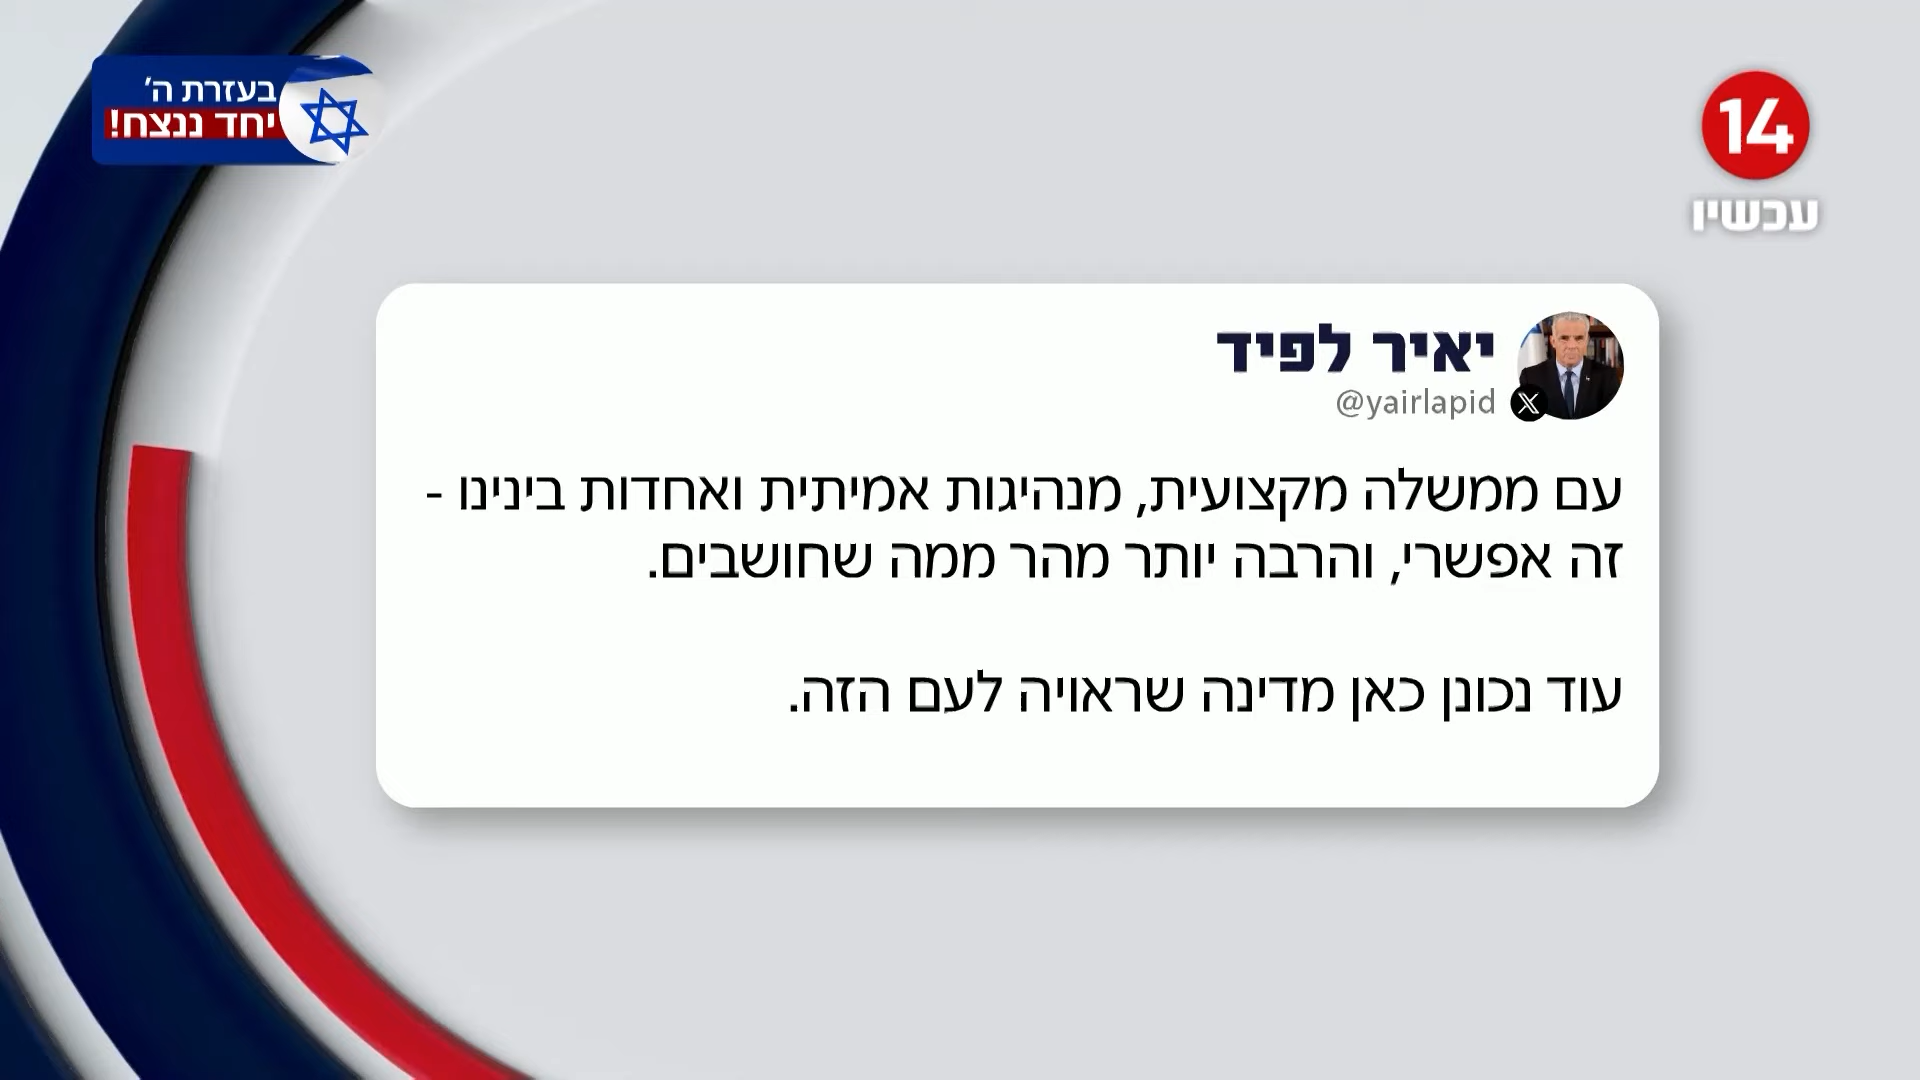 בעזרת ה'
יחד ננצח!
14
עכשיו
יאיר לפיד
@yairlapid
עם ממשלה מקצועית, מנהיגות אמיתית ואחדות בינינו -
זה אפשרי, והרבה יותר מהר ממה שחושבים.
עוד נכונן כאן מדינה שראויה לעם הזה.